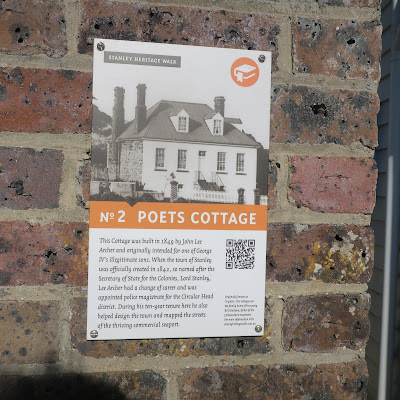 STANLEY HERITAGE WALK
Nº 2 POETS COTTAGE
This Cottage was built in 1849 by John Lee
Archer and originally intended for one of George
IV's illegitimate sons. When the town of Stanley
was officially created in 1842, so named after the
Secretary of State for the Colonies, Lord Stanley,
Lee Archer had a change of career and was
appointed police magistrate for the Circular Head
district. During his ten-year tenure here he also
helped design the town and mapped the streets
of the thriving commercial seaport.